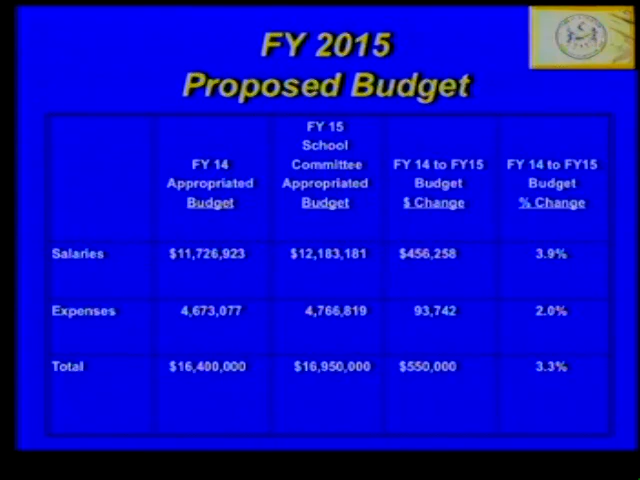 FY 2015
Proposed Budget
FY 14
Appropriated
Budget
FY 15
School
Committee
Appropriated
Budget
FY 14 to FY15
Budget
$ Change
FY 14 to FY15
Budget
% Change
Salaries $11,726,923 $12,183,181 $456,258 3.9%
Expenses 4,673,077 4,766,819 93,742 2.0%
Total $16,400,000 $16,950,000 $550,000 3.3%